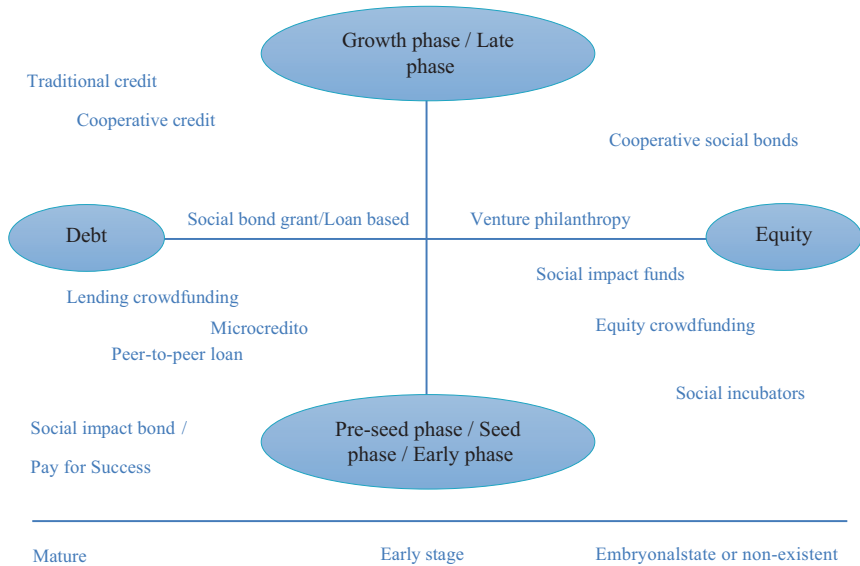 Growth phase / Late
phase
Traditional credit
Cooperative credit
Cooperative social bonds
Social bond grant/Loan based
Venture philanthropy
Debt
Equity
Social impact funds
Lending crowdfunding
Microcredito
Equity crowdfunding
Peer-to-peer loan
Social incubators
Social impact bond /
Pay for Success
Pre-seed phase / Seed
phase / Early phase
Mature
Early stage
Embryonalstate or non-existent